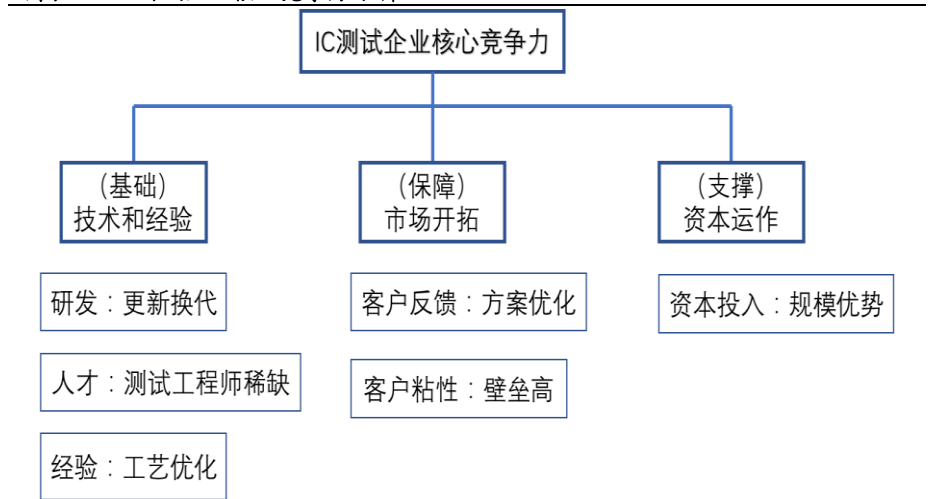 IC测试企业核心竞争力
（基础）
技术和经验
（保障）
市场开拓
（支撑）
资本运作
研发：更新换代
客户反馈：方案优化
资本投入：规模优势
人才：测试工程师稀缺
客户粘性：壁垒高
经验：工艺优化